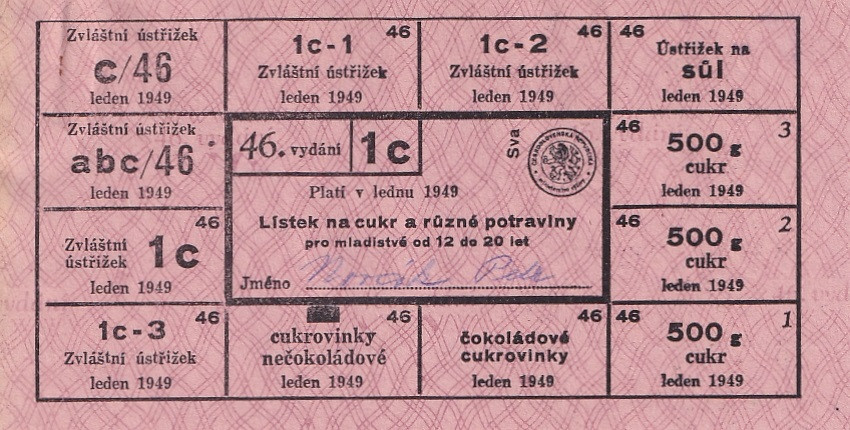 Zvláštní ústřižek
c/46
leden 1949
46
1c-1
Zvláštní ústřižek
leden 1949
46
1c-2
Zvláštní ústřižek
leden 1949
46
Ústřižek na
sůl
leden 1949
Zvláštní ústřižek
abc/46
leden 1949
46. vydání
1c
Sva
ČESKOSLOVENSKÁ REPUBLIKA
Platí v lednu 1949
Lístek na cukr a různé potraviny
pro mladistvé od 12 do 20 let
Jméno
46
3
500 g
cukr
leden 1949
46
Zvláštní
ústřižek
1c
leden 1949
46
2
500 g
cukr
leden 1949
46
1c-3
Zvláštní ústřižek
leden 1949
46
cukrovinky
nečokoládové
leden 1949
46
čokoládové
cukrovinky
leden 1949
46
1
500 g
cukr
leden 1949